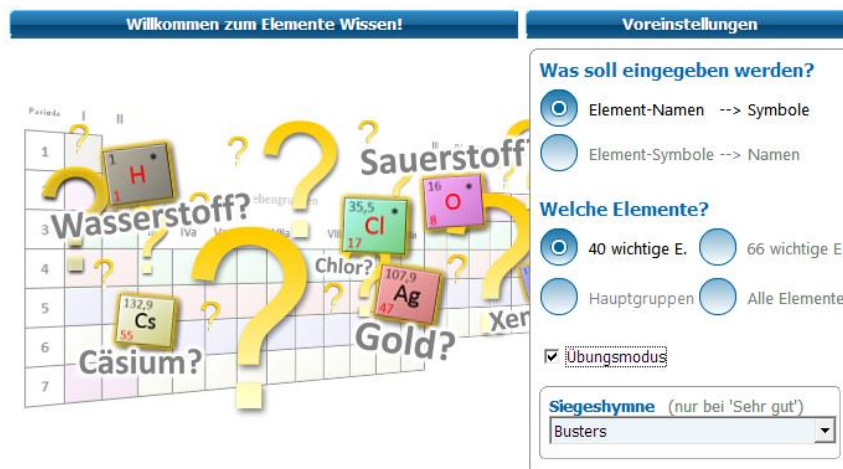 Willkommen zum Elemente Wissen!
Periode I II
1
3
4
5
6
7
1
H
1
Wasserstoff?
IVa
VIII
35,5
Cl
17
Chlor?
Sauerstoff
16
O
8
107,9
Ag
47
Gold?
132,9
Cs
55
Cäsium?
Xen
Voreinstellungen
Was soll eingegeben werden?
Element-Namen --> Symbole
Element-Symbole --> Namen
Welche Elemente?
40 wichtige E.
66 wichtige E
Hauptgruppen
Alle Elemente
Übungsmodus
Siegeshymne (nur bei 'Sehr gut')
Busters